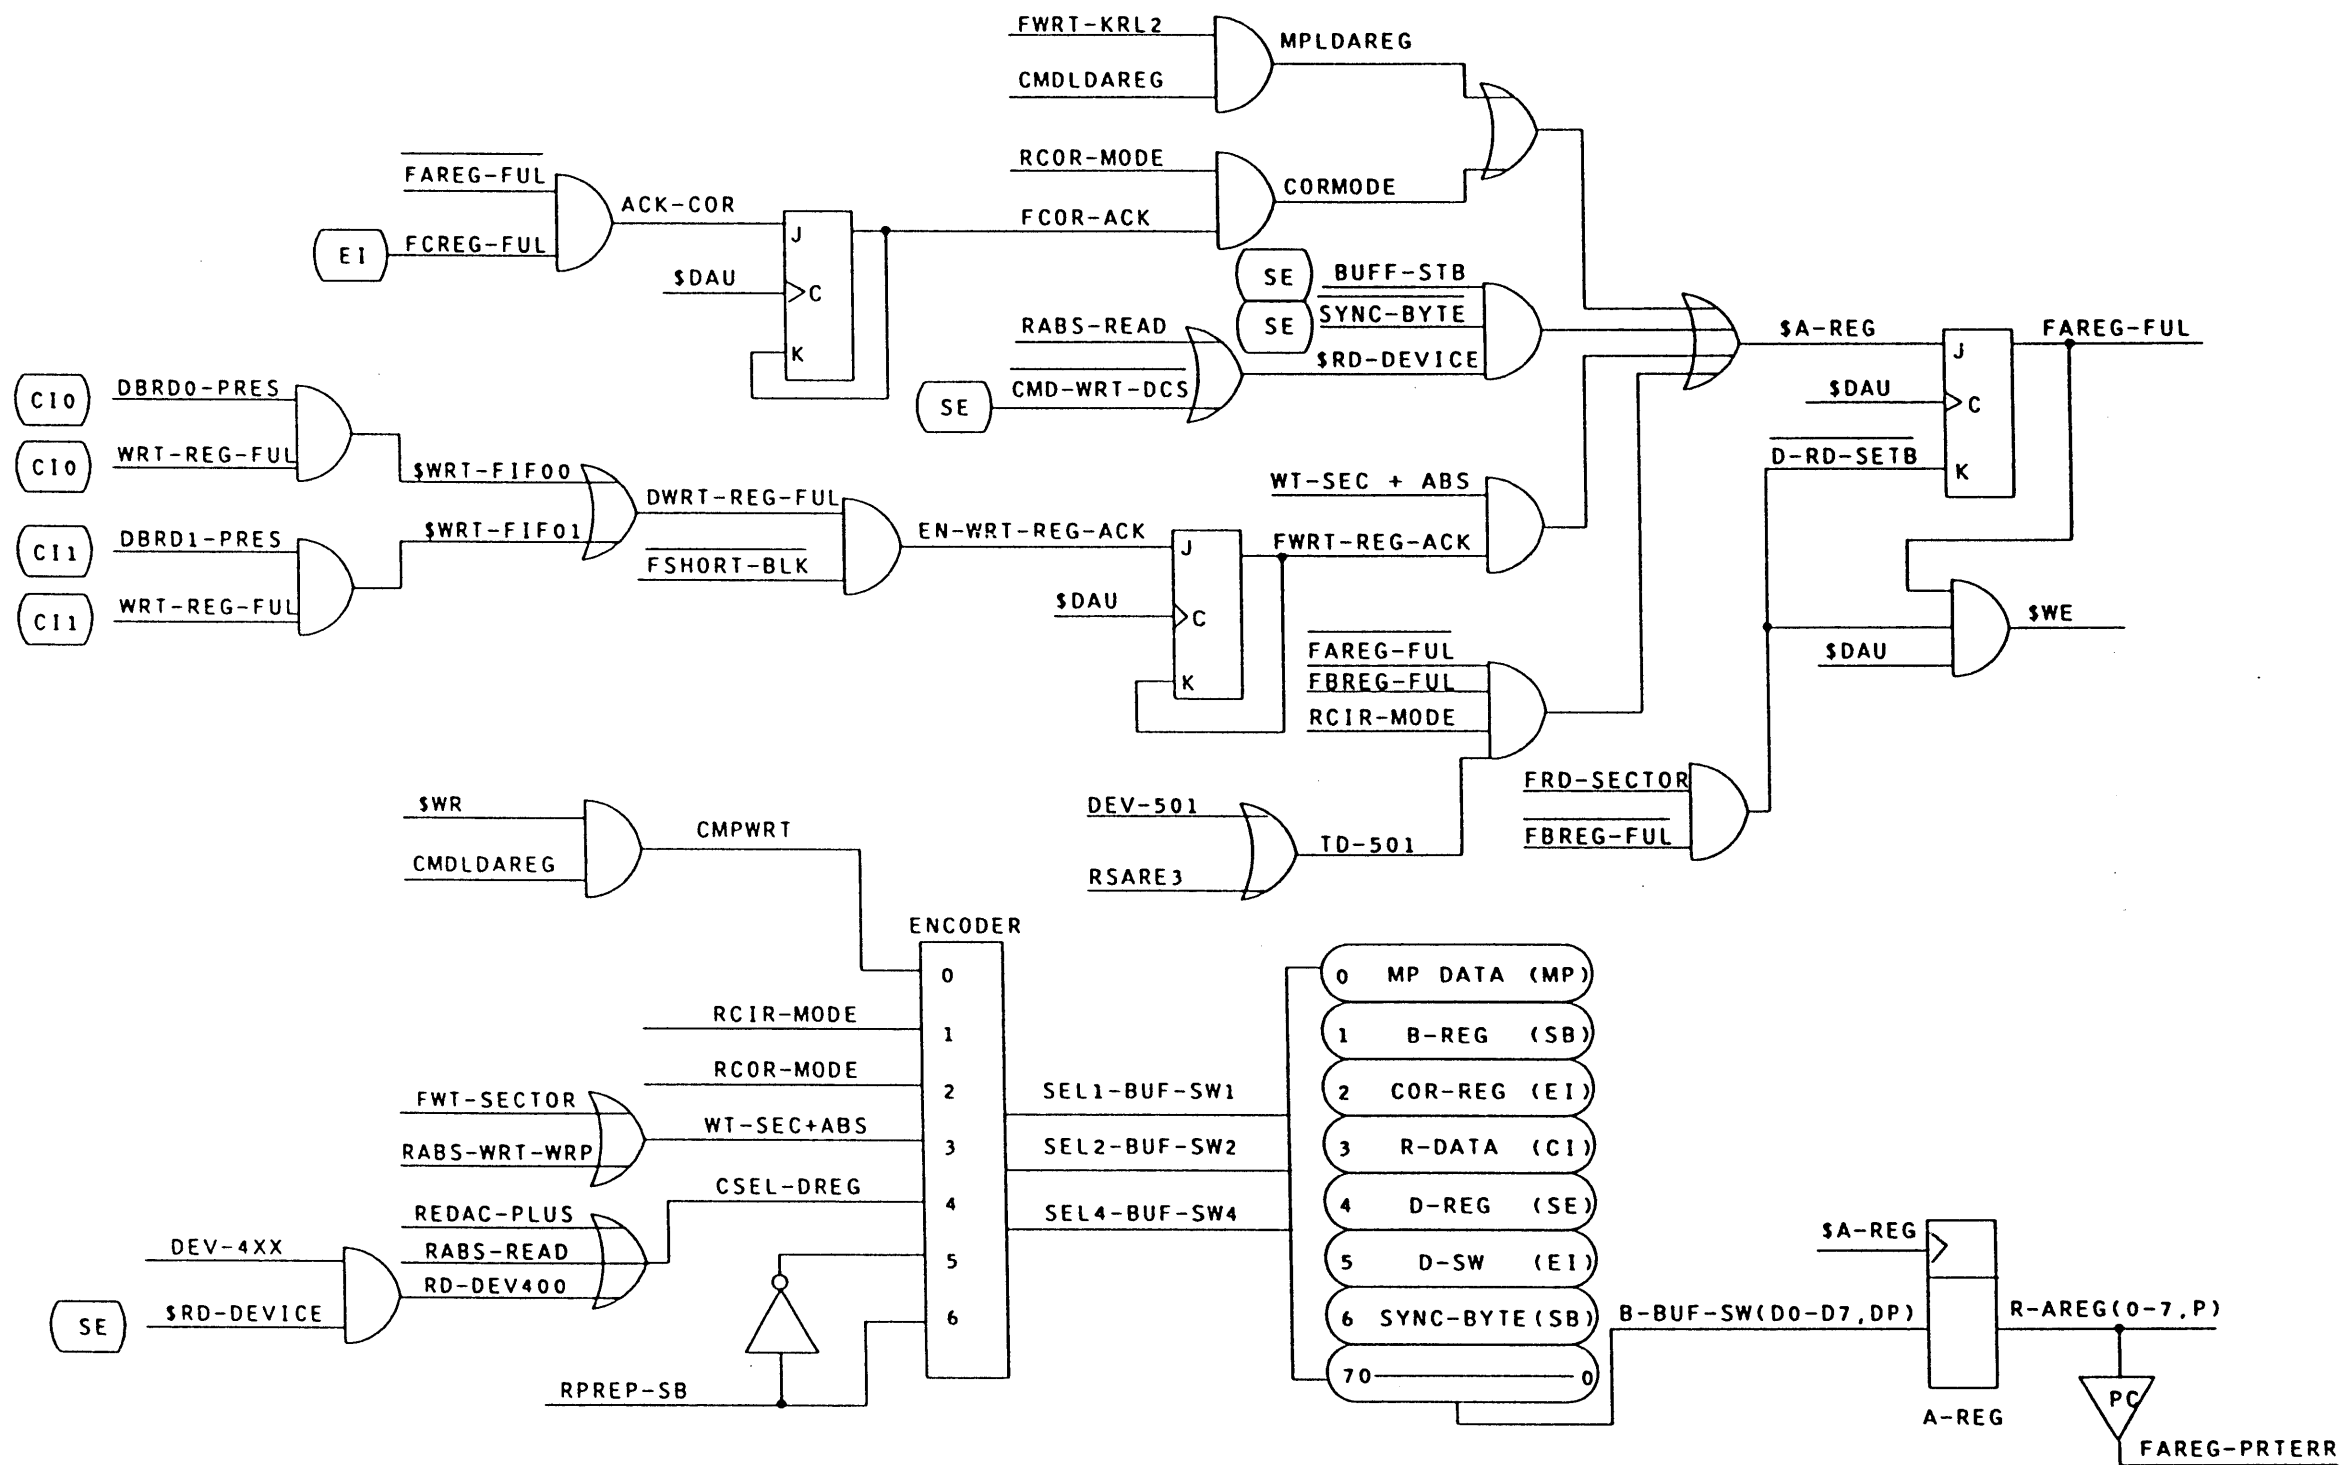 FWRT-KRL2
MPLDAREG
CMDLDAREG
RCOR-MODE
CORMODE
FCOR-ACK
FAREG-FUL
ACK-COR
EI
FCREG-FUL
J
$DAU
C
K
SE
BUFF-STB
SE
SYNC-BYTE
RABS-READ
$RD-DEVICE
SE
CMD-WRT-DCS
$A-REG
FAREG-FUL
J
$DAU
C
D-RD-SETB
K
CI0
DBRD0-PRES
CI0
WRT-REG-FUL
$WRT-FIFO0
CI1
DBRD1-PRES
$WRT-FIFO1
CI1
WRT-REG-FUL
DWRT-REG-FUL
FSHORT-BLK
EN-WRT-REG-ACK
J
$DAU
C
K
WT-SEC + ABS
FWRT-REG-ACK
FAREG-FUL
FBREG-FUL
RCIR-MODE
$WE
$DAU
FRD-SECTOR
FBREG-FUL
DEV-501
TD-501
RSARE3
$WR
CMPWRT
CMDLDAREG
ENCODER
0
RCIR-MODE
1
RCOR-MODE
2
FWT-SECTOR
WT-SEC+ABS
3
RABS-WRT-WRP
CSEL-DREG
4
REDAC-PLUS
RABS-READ
RD-DEV400
DEV-4XX
SE
$RD-DEVICE
5
6
RPREP-SB
SEL1-BUF-SW1
SEL2-BUF-SW2
SEL4-BUF-SW4
0 MP DATA (MP)
1 B-REG (SB)
2 COR-REG (EI)
3 R-DATA (CI)
4 D-REG (SE)
5 D-SW (EI)
6 SYNC-BYTE(SB)
70 0
B-BUF-SW(D0-D7,DP)
$A-REG
R-AREG(0-7,P)
A-REG
PC
FAREG-PRTERR